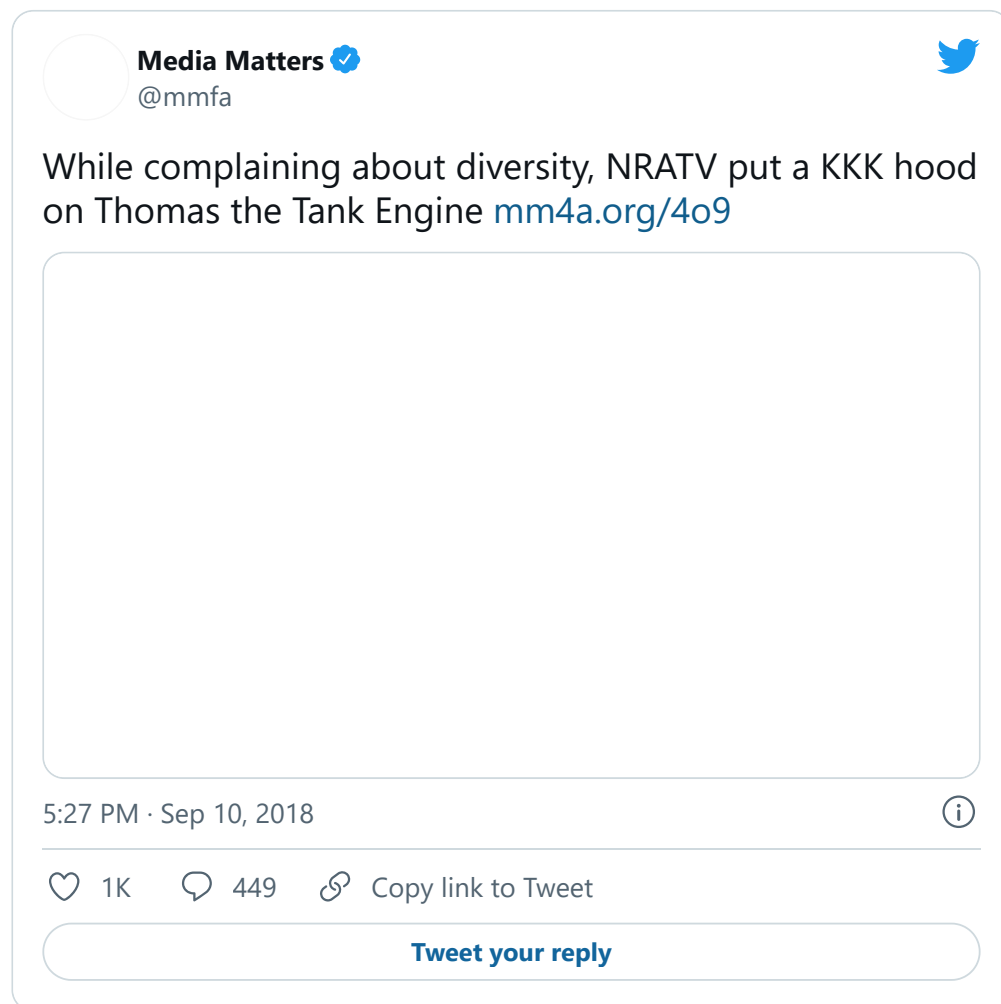 Media Matters
@mmfa
While complaining about diversity, NRATV put a KKK hood
on Thomas the Tank Engine mm4a.org/4o9
5:27 PM · Sep 10, 2018
1K 449 Copy link to Tweet
Tweet your reply